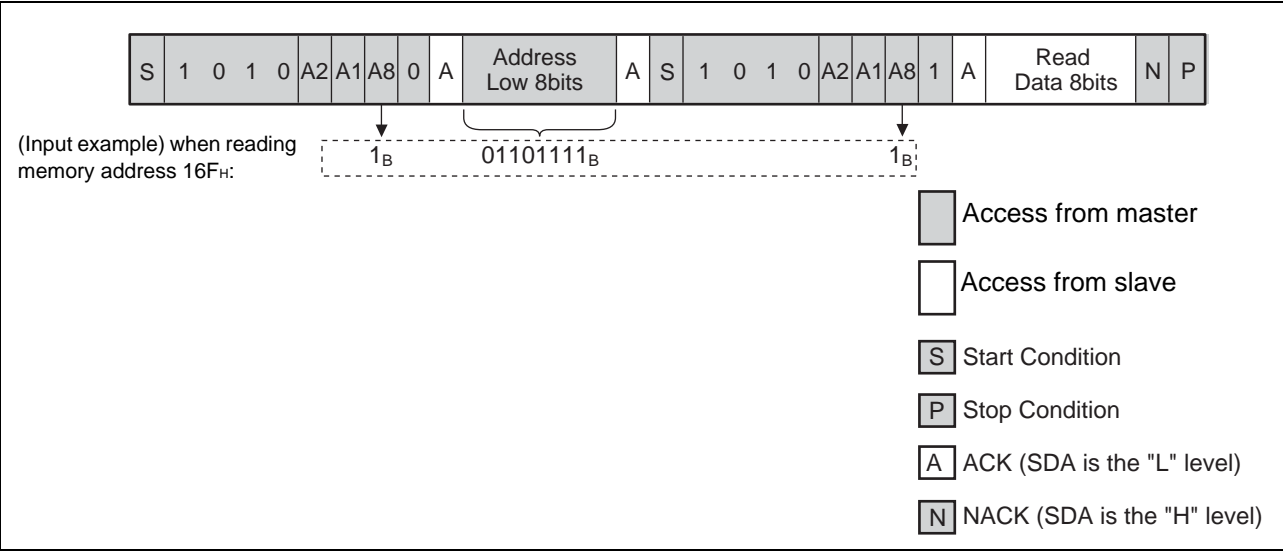 S 1 0 1 0 A2 A1 A8 0 A Address Low 8bits A S 1 0 1 0 A2 A1 A8 1 A Read Data 8bits N P
(Input example) when reading
memory address 16FH:
1B 01101111B 1B
Access from master
Access from slave
S Start Condition
P Stop Condition
A ACK (SDA is the "L" level)
N NACK (SDA is the "H" level)